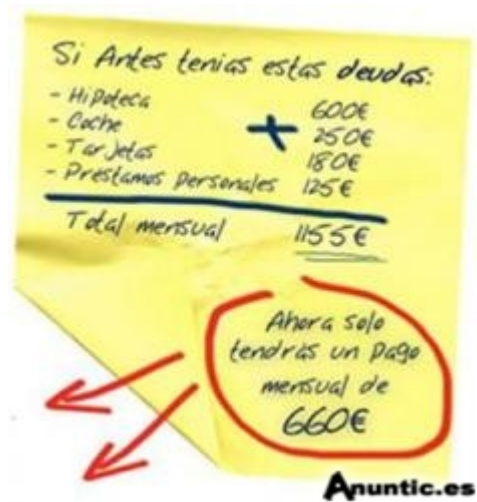 Si Antes tenias estas deudas:
- Hipoteca 600€
- Coche + 250€
- Tarjetas 180€
- Prestamos personales 125€
Total mensual 1155€
Ahora solo
tendrás un pago
mensual de
660€
Anuntic.es